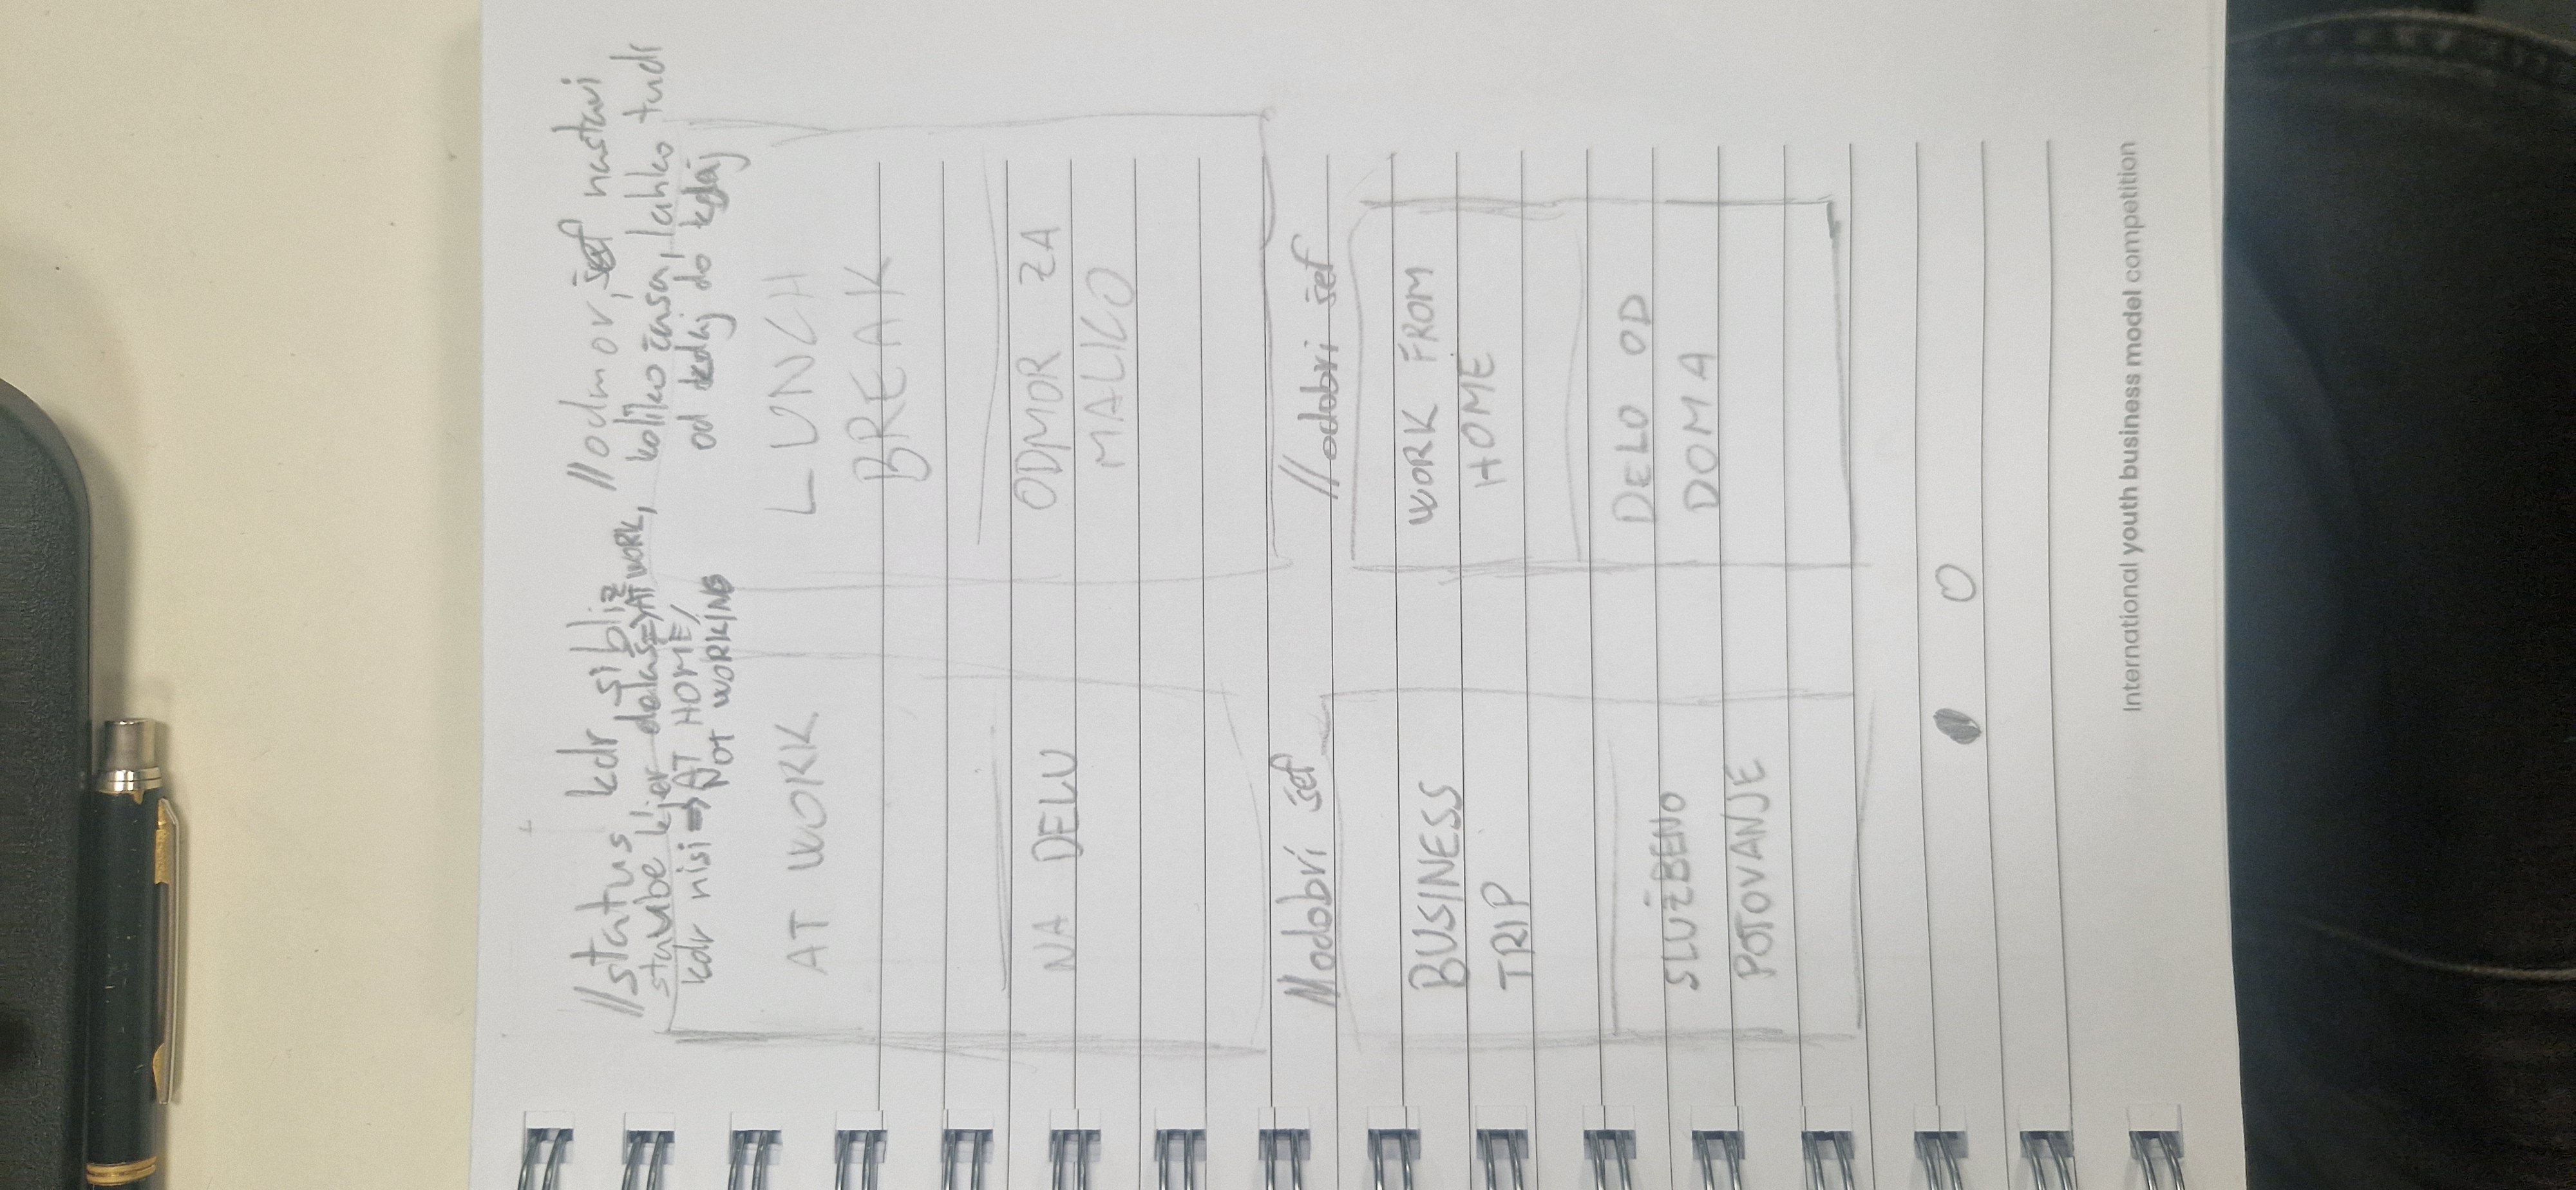 //status, kdr si bliz
stavbe kjer delaš => AT WORK,
kdr nisi => AT HOME/
NOT WORKING
//odmor, šef nastavi
koliko časa, lahko tudi
od kdaj do kdaj
AT WORK
NA DELU
LUNCH
BREAK
ODMOR ZA
MALICO
//odobri šef
BUSINESS
TRIP
SLUŽBENO
POTOVANJE
//odobri šef
WORK FROM
HOME
DELO OD
DOMA
International youth business model competition